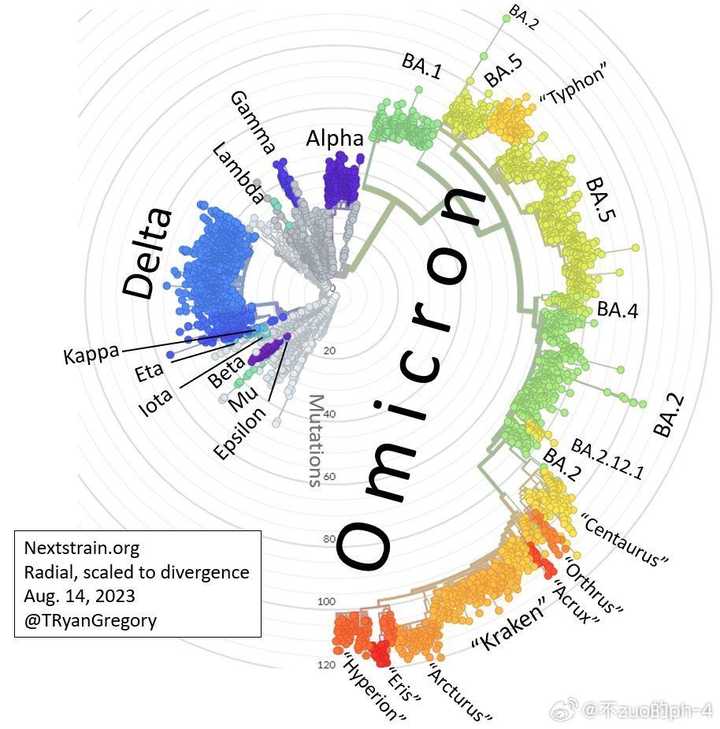 BA.2
BA.1
BA.5
"Typhon"
Gamma
Lambda
Alpha
BA.5
Delta
Omicron
BA.4
Kappa
Eta
Iota
Beta
Mu
Epsilon
Mutations
20
40
60
80
100
120
BA.2
BA.2.12.1
BA.2
"Centaurus"
"Orthrus"
"Acrux"
"Kraken"
"Arcturus"
"Eris"
"Hyperion"
Nextstrain.org
Radial, scaled to divergence
Aug. 14, 2023
@TRyanGregory
@不zuo的ph-4